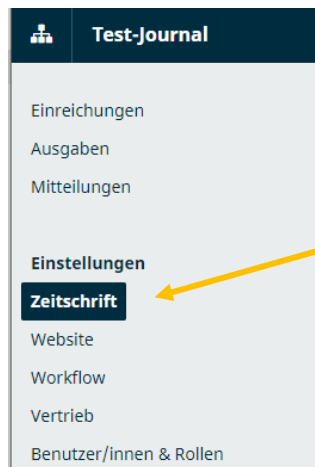 Test-Journal
Einreichungen
Ausgaben
Mitteilungen
Einstellungen
Zeitschrift
Website
Workflow
Vertrieb
Benutzer/innen & Rollen